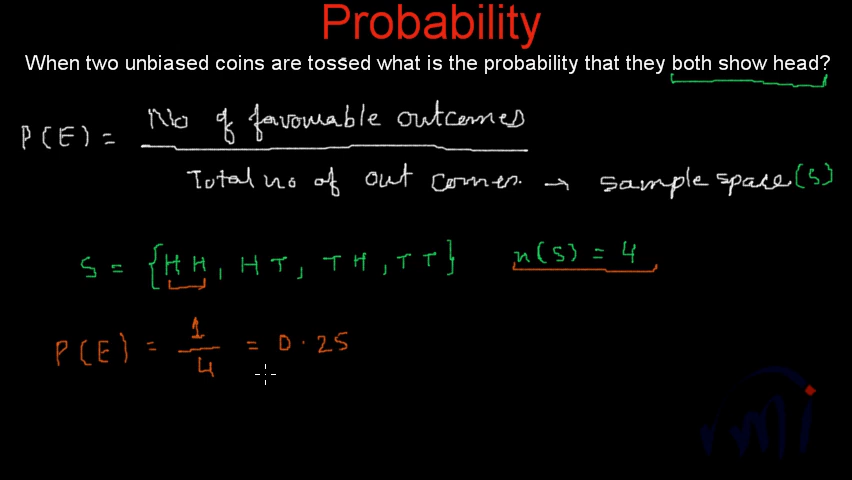 Probability
When two unbiased coins are tossed what is the probability that they both show head?
P(E) = No of favourable outcomes
Total no of out comes → sample space (S)
S = {HH, HT, TH, TT} n(S) = 4
P(E) = 1/4 = 0.25
rmi